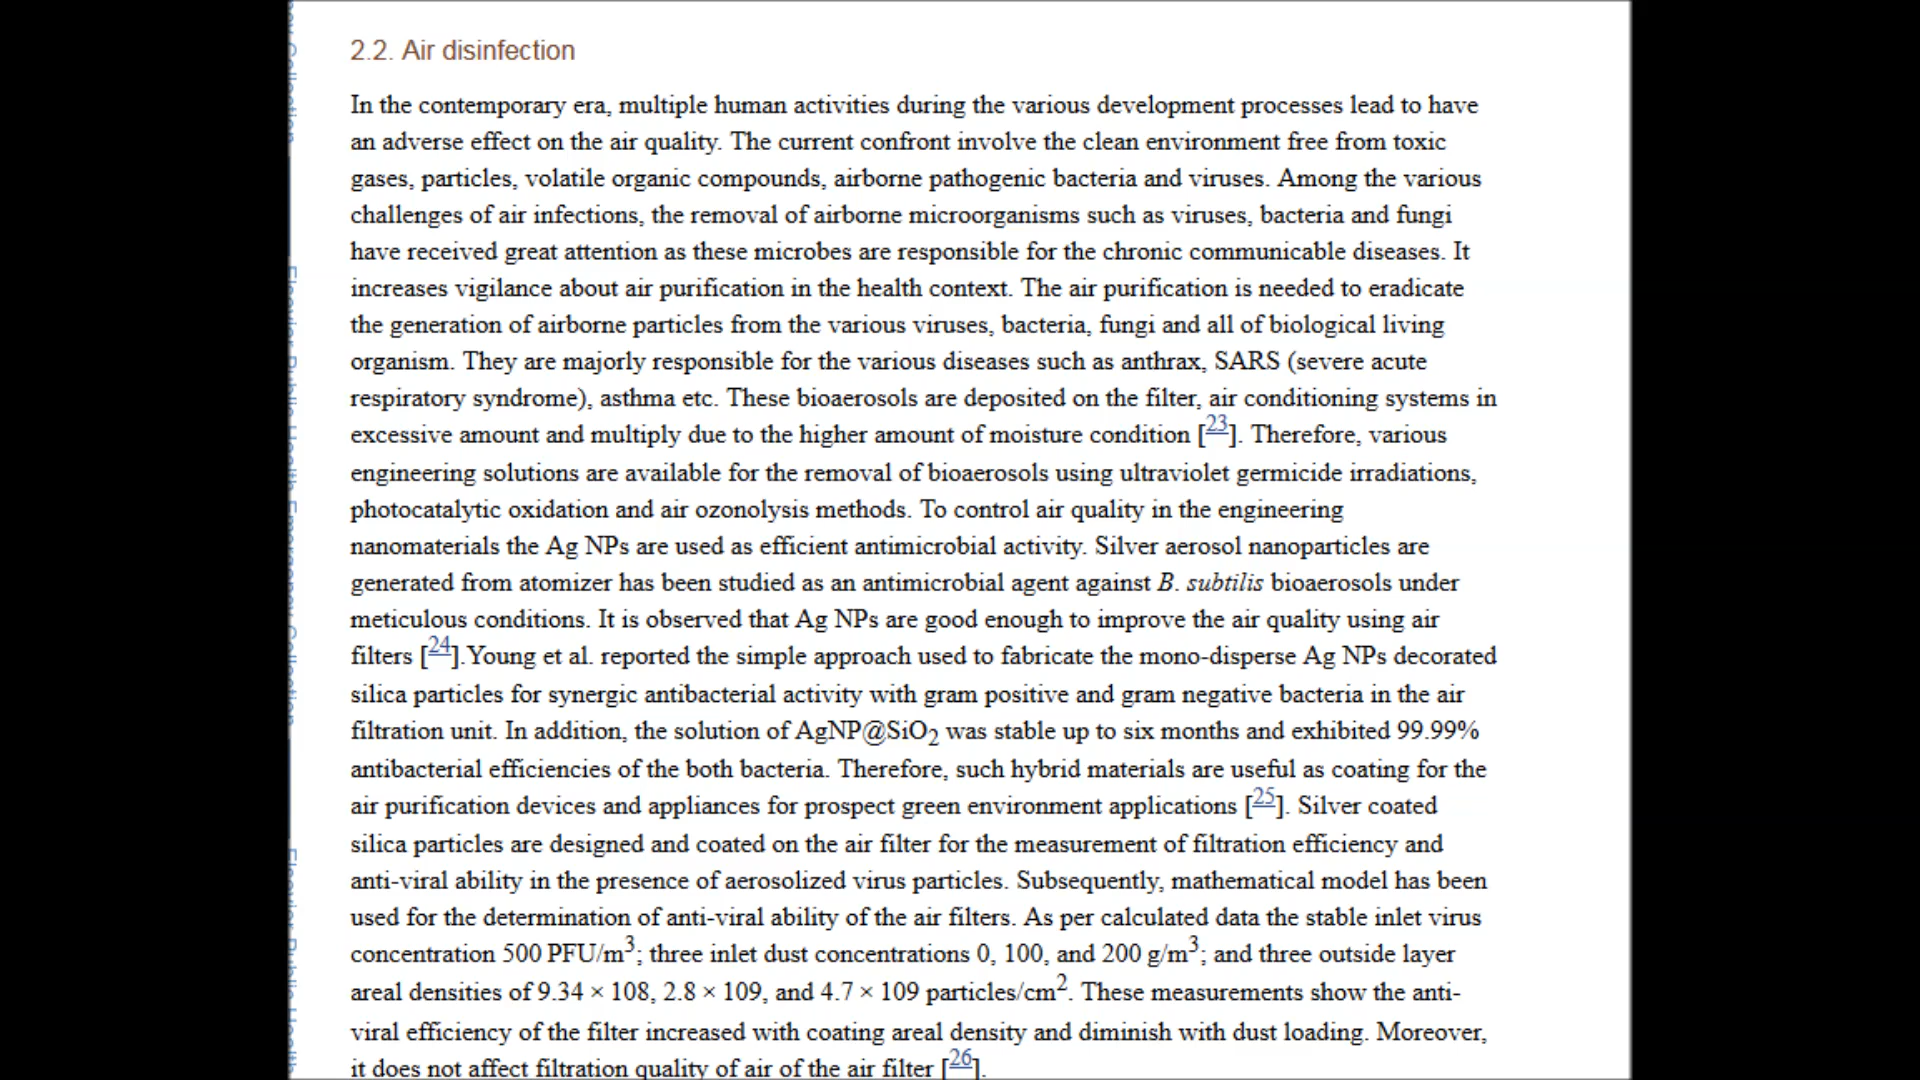 2.2. Air disinfection
In the contemporary era, multiple human activities during the various development processes lead to have
an adverse effect on the air quality. The current confront involve the clean environment free from toxic
gases, particles, volatile organic compounds, airborne pathogenic bacteria and viruses. Among the various
challenges of air infections, the removal of airborne microorganisms such as viruses, bacteria and fungi
have received great attention as these microbes are responsible for the chronic communicable diseases. It
increases vigilance about air purification in the health context. The air purification is needed to eradicate
the generation of airborne particles from the various viruses, bacteria, fungi and all of biological living
organism. They are majorly responsible for the various diseases such as anthrax, SARS (severe acute
respiratory syndrome), asthma etc. These bioaerosols are deposited on the filter, air conditioning systems in
excessive amount and multiply due to the higher amount of moisture condition [23]. Therefore, various
engineering solutions are available for the removal of bioaerosols using ultraviolet germicide irradiations,
photocatalytic oxidation and air ozonolysis methods. To control air quality in the engineering
nanomaterials the Ag NPs are used as efficient antimicrobial activity. Silver aerosol nanoparticles are
generated from atomizer has been studied as an antimicrobial agent against B. subtilis bioaerosols under
meticulous conditions. It is observed that Ag NPs are good enough to improve the air quality using air
filters [24].Young et al. reported the simple approach used to fabricate the mono-disperse Ag NPs decorated
silica particles for synergic antibacterial activity with gram positive and gram negative bacteria in the air
filtration unit. In addition, the solution of AgNP@SiO2 was stable up to six months and exhibited 99.99%
antibacterial efficiencies of the both bacteria. Therefore, such hybrid materials are useful as coating for the
air purification devices and appliances for prospect green environment applications [25]. Silver coated
silica particles are designed and coated on the air filter for the measurement of filtration efficiency and
anti-viral ability in the presence of aerosolized virus particles. Subsequently, mathematical model has been
used for the determination of anti-viral ability of the air filters. As per calculated data the stable inlet virus
concentration 500 PFU/m3; three inlet dust concentrations 0, 100, and 200 g/m3; and three outside layer
areal densities of 9.34 × 108, 2.8 × 109, and 4.7 × 109 particles/cm2. These measurements show the anti-
viral efficiency of the filter increased with coating areal density and diminish with dust loading. Moreover,
it does not affect filtration quality of air of the air filter [26].